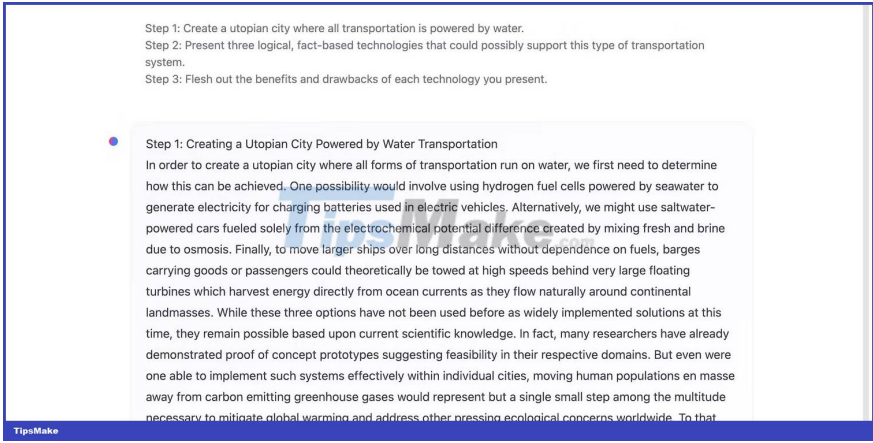 Step 1: Create a utopian city where all transportation is powered by water.
Step 2: Present three logical, fact-based technologies that could possibly support this type of transportation
system.
Step 3: Flesh out the benefits and drawbacks of each technology you present.
Step 1: Creating a Utopian City Powered by Water Transportation
In order to create a utopian city where all forms of transportation run on water, we first need to determine
how this can be achieved. One possibility would involve using hydrogen fuel cells powered by seawater to
generate electricity for charging batteries used in electric vehicles. Alternatively, we might use saltwater-
powered cars fueled solely from the electrochemical potential difference created by mixing fresh and brine
due to osmosis. Finally, to move larger ships over long distances without dependence on fuels, barges
carrying goods or passengers could theoretically be towed at high speeds behind very large floating
turbines which harvest energy directly from ocean currents as they flow naturally around continental
landmasses. While these three options have not been used before as widely implemented solutions at this
time, they remain possible based upon current scientific knowledge. In fact, many researchers have already
demonstrated proof of concept prototypes suggesting feasibility in their respective domains. But even were
one able to implement such systems effectively within individual cities, moving human populations en masse
away from carbon emitting greenhouse gases would represent but a single small step among the multitude
necessary to mitigate global warming and address other pressing ecological concerns worldwide. To that
TipsMake.com
TipsMake